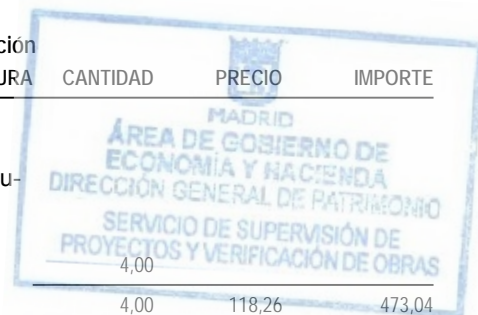 ción
URA CANTIDAD PRECIO IMPORTE
MADRID
ÁREA DE GOBIERNO DE
ECONOMÍA Y HACIENDA
u-
DIRECCIÓN GENERAL DE PATRIMONIO
SERVICIO DE SUPERVISIÓN DE
PROYECTOS Y VERIFICACIÓN DE OBRAS
4,00
4,00 118,26 473,04